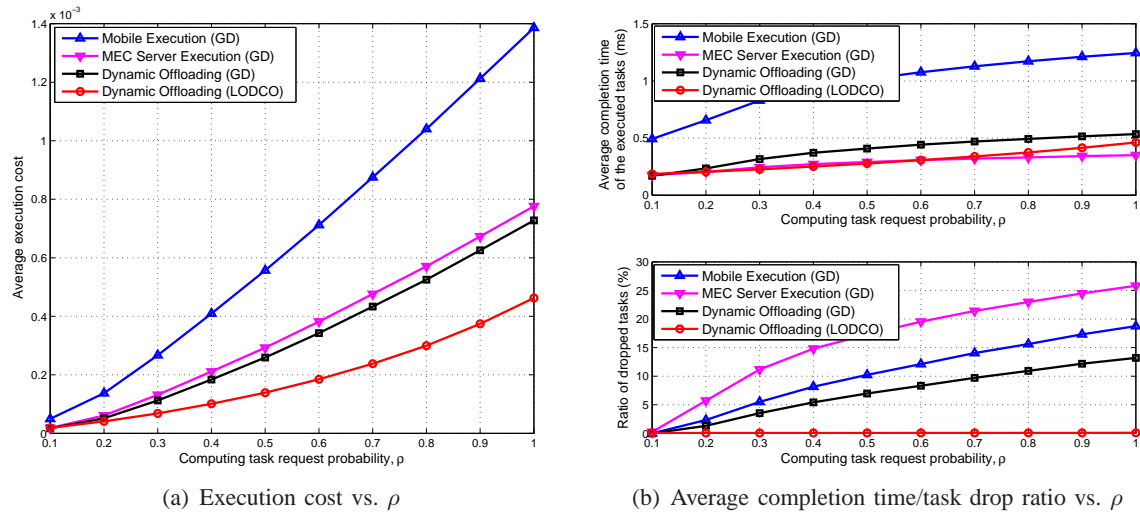 x 10⁻³
1.4
1.2
1
0.8
0.6
0.4
0.2
0
Average execution cost
Mobile Execution (GD)
MEC Server Execution (GD)
Dynamic Offloading (GD)
Dynamic Offloading (LODCO)
0.1 0.2 0.3 0.4 0.5 0.6 0.7 0.8 0.9 1
Computing task request probability, ρ
(a) Execution cost vs. ρ
1.5
1
0.5
0
Average completion time
of the executed tasks (ms)
Mobile Execution (GD)
MEC Server Execution (GD)
Dynamic Offloading (GD)
Dynamic Offloading (LODCO)
0.1 0.2 0.3 0.4 0.5 0.6 0.7 0.8 0.9 1
Computing task request probability, ρ
30
25
20
15
10
5
0
Ratio of dropped tasks (%)
Mobile Execution (GD)
MEC Server Execution (GD)
Dynamic Offloading (GD)
Dynamic Offloading (LODCO)
0.1 0.2 0.3 0.4 0.5 0.6 0.7 0.8 0.9 1
Computing task request probability, ρ
(b) Average completion time/task drop ratio vs. ρ